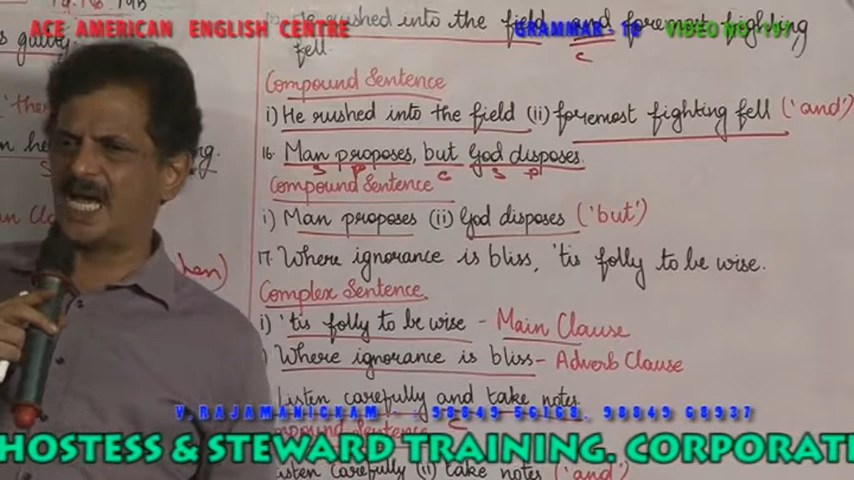 ACE AMERICAN ENGLISH CENTRE GRAMMAR - 16 VIDEO NO 197
He rushed into the field and foremost fighting
fell.
C
Compound Sentence
i) He rushed into the field (ii) foremost fighting fell ('and')
16. Man proposes, but God disposes.
S P C S P
Compound Sentence
i) Man proposes (ii) God disposes ('but')
17. Where ignorance is bliss, 'tis folly to be wise.
Complex Sentence
i) 'tis folly to be wise - Main Clause
) Where ignorance is bliss - Adverb Clause
Listen carefully and take notes.
C
V.RAJAMANICKAM - : 98849 56168, 98849 68937
Compound Sentence
HOSTESS & STEWARD TRAINING. CORPORATE
Listen carefully (ii) take notes ('and')